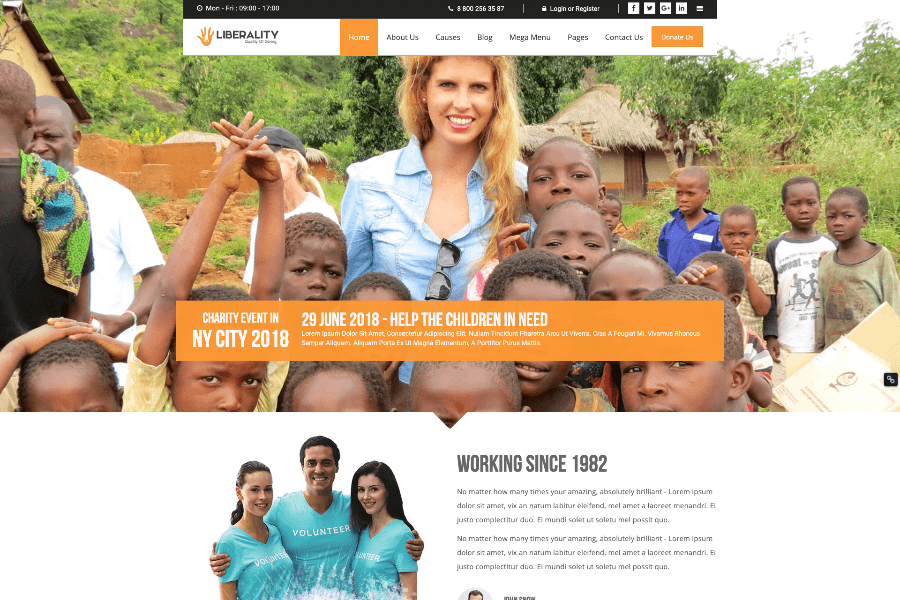 Mon - Fri : 09:00 - 17:00
8 800 256 35 87
Login or Register
LIBERALITY
Quality Of Giving
Home
About Us
Causes
Blog
Mega Menu
Pages
Contact Us
Donate Us
CHARITY EVENT IN
NY CITY 2018
29 JUNE 2018 - HELP THE CHILDREN IN NEED
Lorem Ipsum Dolor Sit Amet, Consectetur Adipiscing Elit. Nullam Tincidunt Pharetra Arcu Ut Viverra. Cras A Feugiat Mi. Vivamus Rhoncus
Semper Aliquam. Aliquam Porta Ex Ut Magna Elementum, A Porttitor Purus Mattis.
VOLUNTEER
VOLUNTEER
VOLUNTEER
WORKING SINCE 1982
No matter how many times your amazing, absolutely brilliant - Lorem ipsum
dolor sit amet, vix an natum labitur eleifend, mel am laoreet menandri. Ei
justo complectitur duo. Ei mundi solet ut soletu mel possit quo.
No matter how many times your amazing, absolutely brilliant - Lorem ipsum
dolor sit amet, vix an natum labitur eleifend, mel amet laoreet menandri. Ei
justo complectitur duo. Ei mundi solet ut soletu mel possit quo.
JOHN SNOW